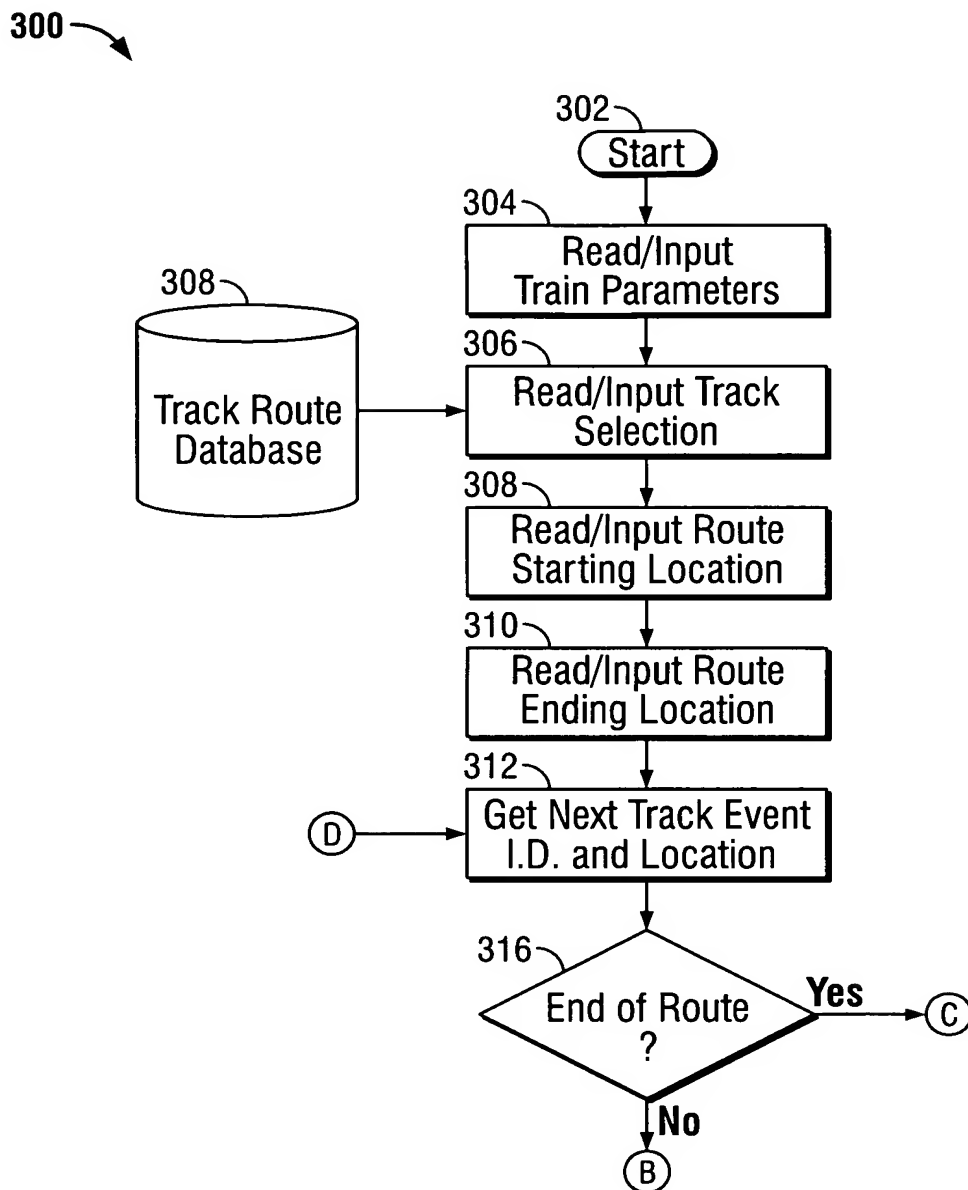 300
302
Start
304
Read/Input
Train Parameters
308
Track Route
Database
306
Read/Input Track
Selection
308
Read/Input Route
Starting Location
310
Read/Input Route
Ending Location
312
D
Get Next Track Event
I.D. and Location
316
End of Route
?
Yes
C
No
B